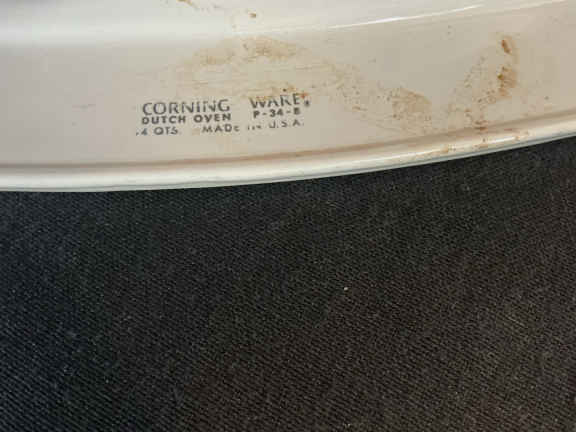 CORNING WARE®
DUTCH OVEN P-34-B
4 QTS. MADE IN U.S.A.